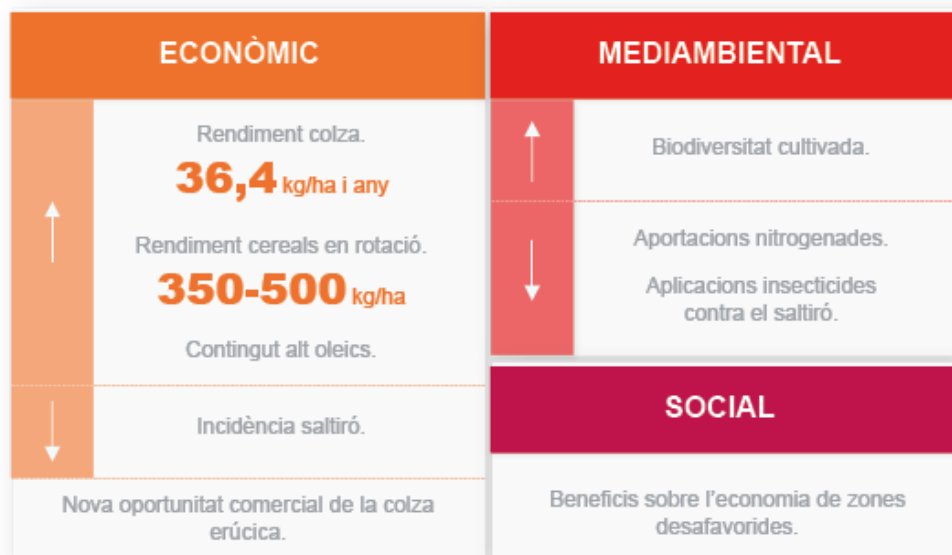 ECONÒMIC
Rendiment colza.
36,4 kg/ha i any
Rendiment cereals en rotació.
350-500 kg/ha
Contingut alt oleics.
Incidència saltiró.
Nova oportunitat comercial de la colza
erúcica.
MEDIAMBIENTAL
Biodiversitat cultivada.
Aportacions nitrogenades.
Aplicacions insecticides
contra el saltiró.
SOCIAL
Beneficis sobre l'economia de zones
desafavorides.